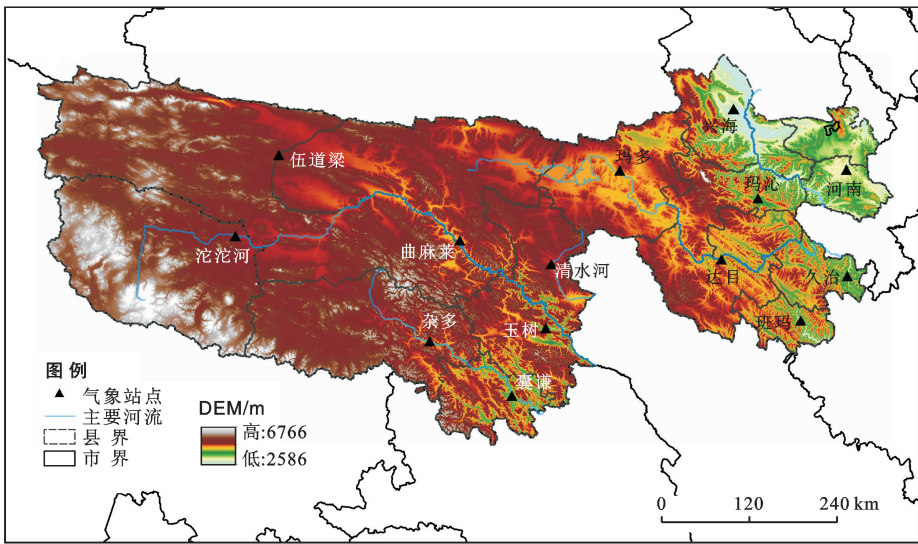 兴海
伍道梁
玛多
河南
玛沁
沱沱河
曲麻莱
清水河
达日
久治
玉树
杂多
班玛
囊谦
图 例
气象站点
主要河流
县 界
市 界
DEM/m
高:6766
低:2586
0 120 240 km